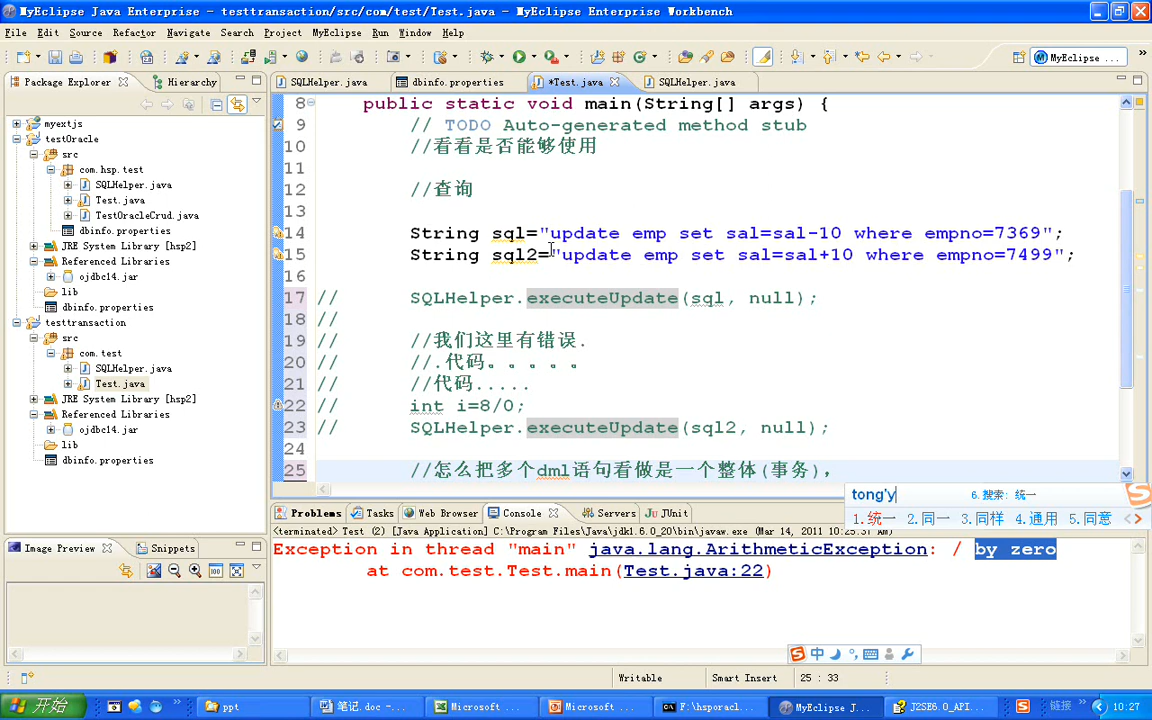 MyEclipse Java Enterprise - testtransaction/src/com/test/Test.java - MyEclipse Enterprise Workbench
File Edit Source Refactor Navigate Search Project MyEclipse Run Window Help
MyEclipse ...
Package Explorer Hierarchy
myextjs
testOracle
src
com.hsp.test
SQLHelper.java
Test.java
TestOracleCrud.java
dbinfo.properties
JRE System Library [hsp2]
Referenced Libraries
ojdbc14.jar
lib
dbinfo.properties
testtransaction
src
com.test
SQLHelper.java
Test.java
JRE System Library [hsp2]
Referenced Libraries
ojdbc14.jar
lib
dbinfo.properties
Image Preview Snippets
SQLHelper.java dbinfo.properties *Test.java SQLHelper.java
8 public static void main(String[] args) {
9 // TODO Auto-generated method stub
10 //看看是否能够使用
11
12 //查询
13
14 String sql="update emp set sal=sal-10 where empno=7369";
15 String sql2="update emp set sal=sal+10 where empno=7499";
16
17 // SQLHelper.executeUpdate(sql, null);
18 //
19 // //我们这里有错误.
20 // //.代码。。。。。
21 // //代码.....
22 // int i=8/0;
23 // SQLHelper.executeUpdate(sql2, null);
24
25 //怎么把多个dml语句看做是一个整体(事务),
tong'y 6.搜索: 统一
1.统一 2.同一 3.同样 4.通用 5.同意
Problems Tasks Web Browser Console Servers JUnit
<terminated> Test (2) [Java Application] C:\Program Files\Java\jdk1.6.0_20\bin\javaw.exe (Mar 14, 2011 10:25:37 AM)
Exception in thread "main" java.lang.ArithmeticException: / by zero
at com.test.Test.main(Test.java:22)
中
Writable Smart Insert 25 : 33
开始 ppt 笔记.doc -... Microsoft ... F:\hsporacl... Microsoft ... MyEclipse J... J2SE6.0_API... 链接 10:27